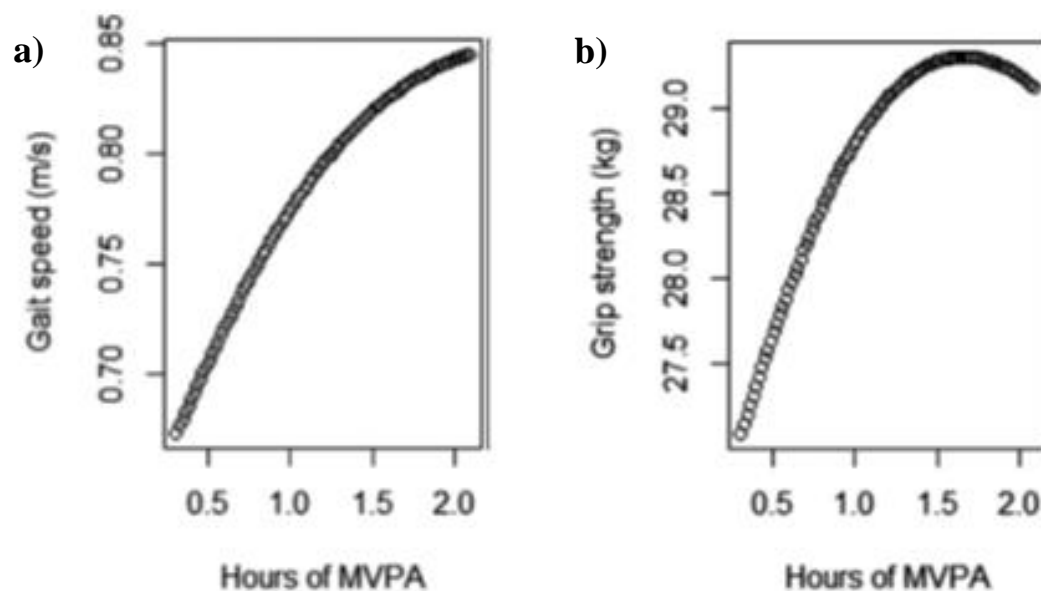 a)
Gait speed (m/s)
0.85
0.80
0.75
0.70
0.5 1.0 1.5 2.0
Hours of MVPA
b)
Grip strength (kg)
29.0
28.5
28.0
27.5
0.5 1.0 1.5 2.0
Hours of MVPA